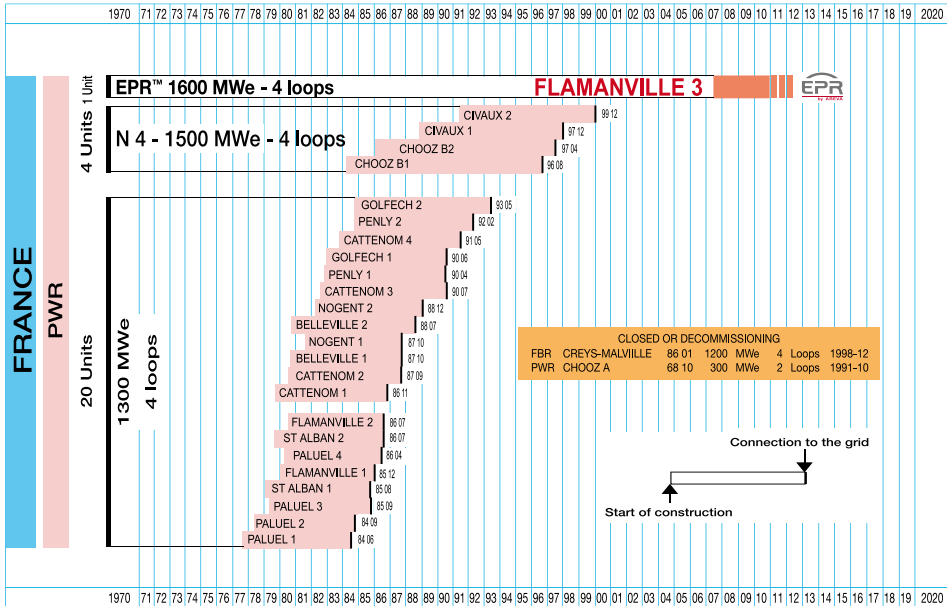 1970 71 72 73 74 75 76 77 78 79 80 81 82 83 84 85 86 87 88 89 90 91 92 93 94 95 96 97 98 99 00 00 02 03 04 05 06 07 08 09 10 11 12 13 14 15 16 17 18 19 2020
FRANCE
PWR
1 Unit
EPR™ 1600 MWe - 4 loops
FLAMANVILLE 3
EPR
by AREVA
4 Units
N 4 - 1500 MWe - 4 loops
CIVAUX 2 99 12
CIVAUX 1 97 12
CHOOZ B2 97 04
CHOOZ B1 96 08
20 Units
1300 MWe
4 loops
GOLFECH 2 93 05
PENLY 2 92 02
CATTENOM 4 91 05
GOLFECH 1 90 06
PENLY 1 90 04
CATTENOM 3 90 07
NOGENT 2 88 12
BELLEVILLE 2 88 07
NOGENT 1 87 10
BELLEVILLE 1 87 10
CATTENOM 2 87 09
CATTENOM 1 86 11
FLAMANVILLE 2 86 07
ST ALBAN 2 86 07
PALUEL 4 86 04
FLAMANVILLE 1 85 12
ST ALBAN 1 85 08
PALUEL 3 85 09
PALUEL 2 84 09
PALUEL 1 84 06
CLOSED OR DECOMMISSIONING
FBR CREYS-MALVIILLE 86 01 1200 MWe 4 Loops 1998-12
PWR CHOOZ A 68 10 300 MWe 2 Loops 1991-10
Connection to the grid
Start of construction
1970 71 72 73 74 75 76 77 78 79 80 81 82 83 84 85 86 87 88 89 90 91 92 93 94 95 96 97 98 99 00 00 02 03 04 05 06 07 08 09 10 11 12 13 14 15 16 17 18 19 2020